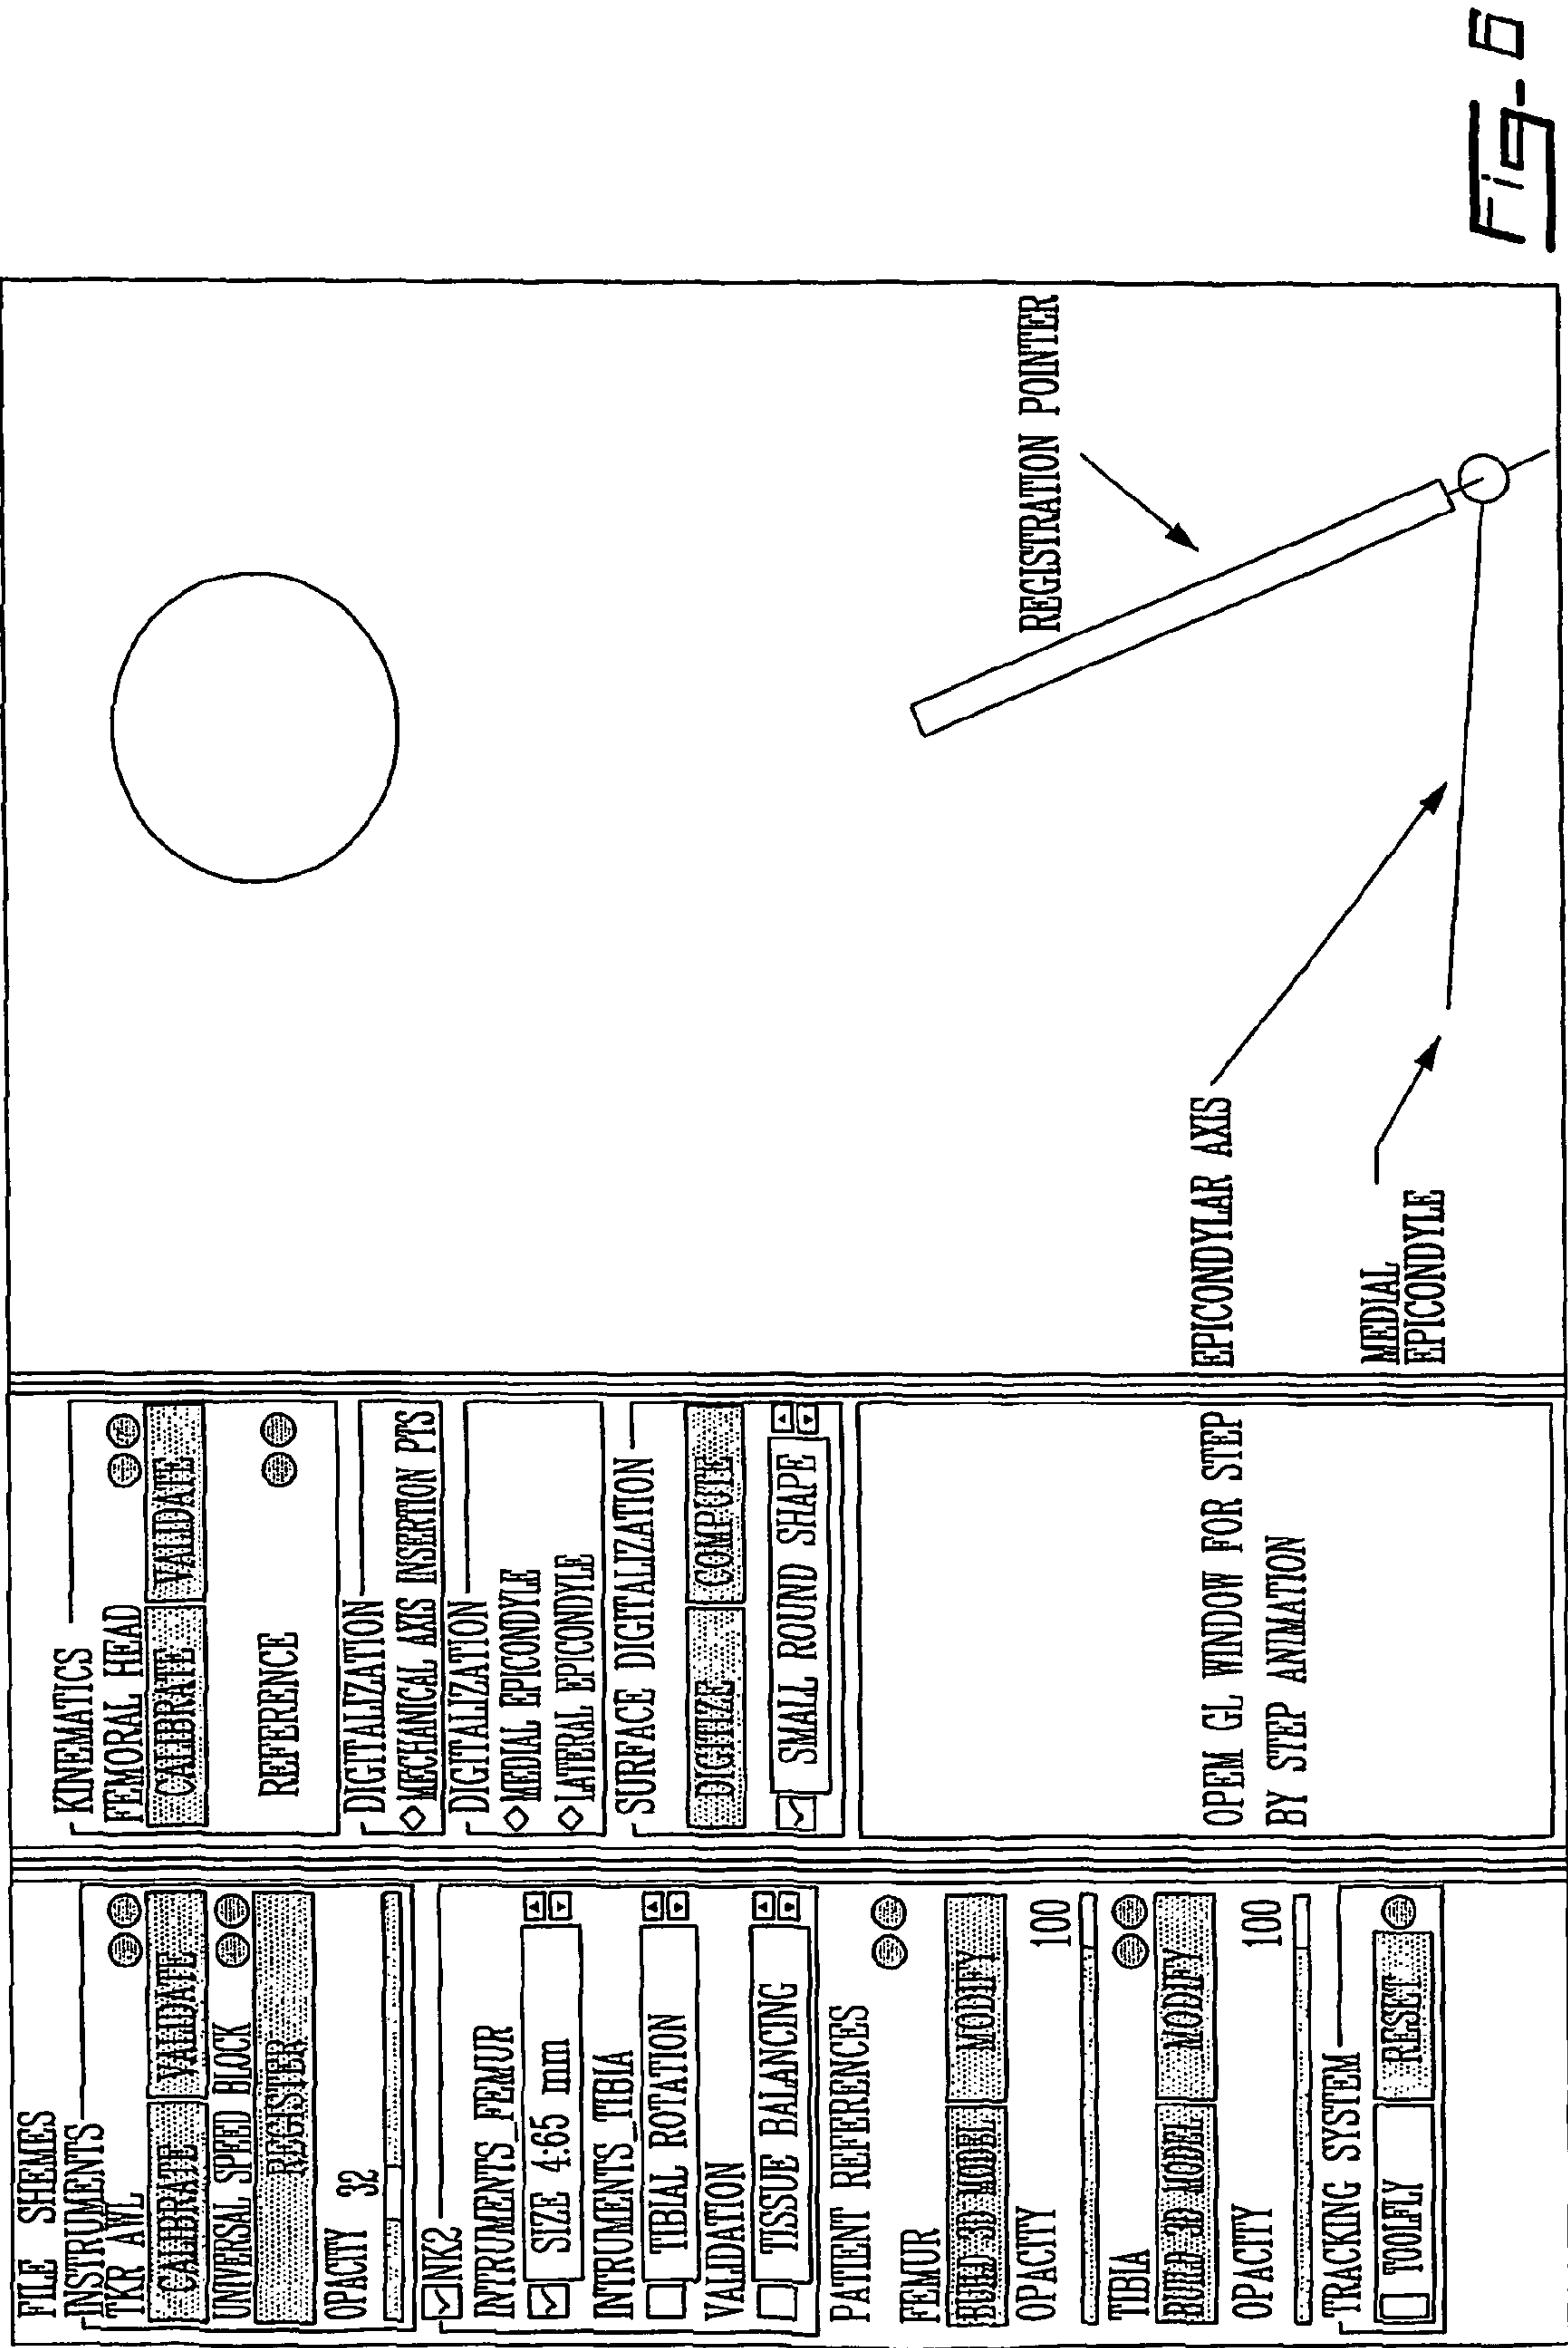 FILE SHEMES
INSTRUMENTS
TKR AWL
CALIBRATE VALIDATE
UNIVERSAL SPEED BLOCK
REGISTER
OPACITY 32
NK2
INTRUMENTS_FEMUR
SIZE 4:65 mm
INTRUMENTS_TIBIA
TIBIAL ROTATION
VALIDATION
TISSUE BALANCING
PATIENT REFERENCES
FEMUR
BUILD 3D MODEL MODIFY
OPACITY 100
TIBIA
BUILD 3D MODEL MODIFY
OPACITY 100
TRACKING SYSTEM
TOOLFLY RESET
KINEMATICS
FEMORAL HEAD
CALIBRATE VALIDATE
REFERENCE
DIGITALIZATION
MECHANICAL AXIS INSERTION PTS
DIGITALIZATION
MEDIAL EPICONDYLE
LATERAL EPICONDYLE
SURFACE DIGITALIZATION
DIGITIZE COMPUTE
SMALL ROUND SHAPE
OPEM GL WINDOW FOR STEP
BY STEP ANIMATION
REGISTRATION POINTER
EPICONDYLAR AXIS
MEDIAL
EPICONDYLE
Fig-6